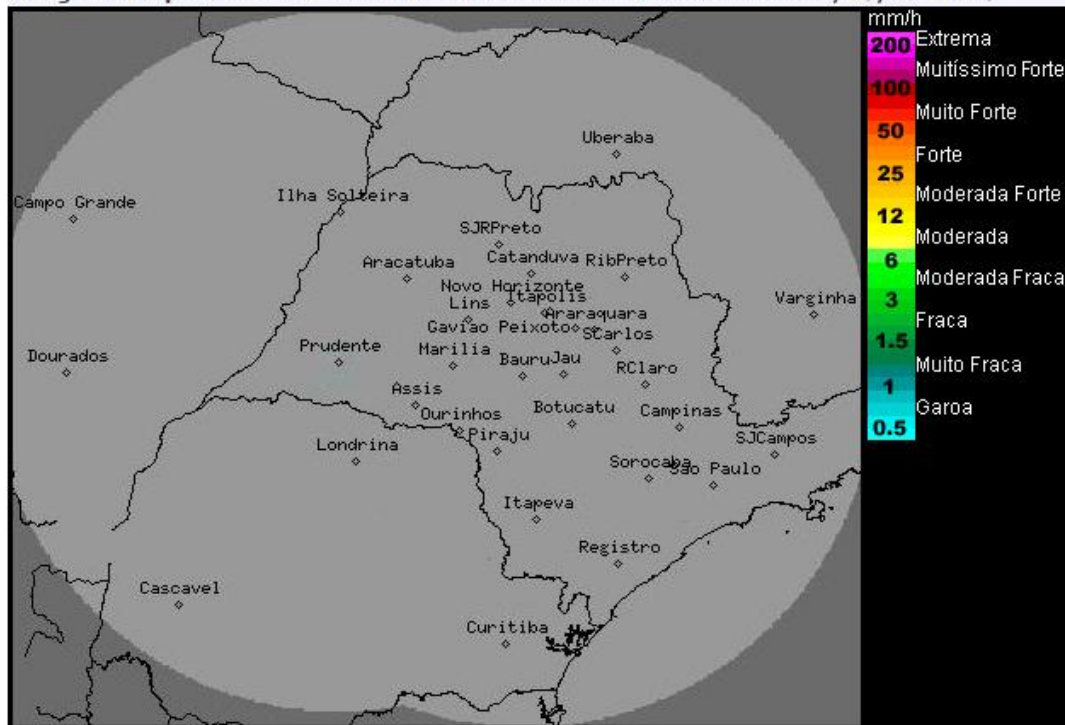 mm/h
200 Extrema
Muitíssimo Forte
100
Muito Forte
50
Forte
25
Moderada Forte
12
Moderada
6
Moderada Fraca
3
Fraca
1.5
Muito Fraca
1
Garoa
0.5
Uberaba
Campo Grande
Ilha Solteira
SJRPreto
Aracatuba
Catanduva
RibPreto
Novo Horizonte
Itapolis
Lins
Araraquara
Varginha
Gaviao Peixoto
SCarlos
Prudente
Marilia
Bauru
Jau
Dourados
RClaro
Assis
Ourinhos
Botucatu
Campinas
Piraju
Londrina
SJCampos
Sorocaba
Sao Paulo
Itapeva
Registro
Cascavel
Curitiba